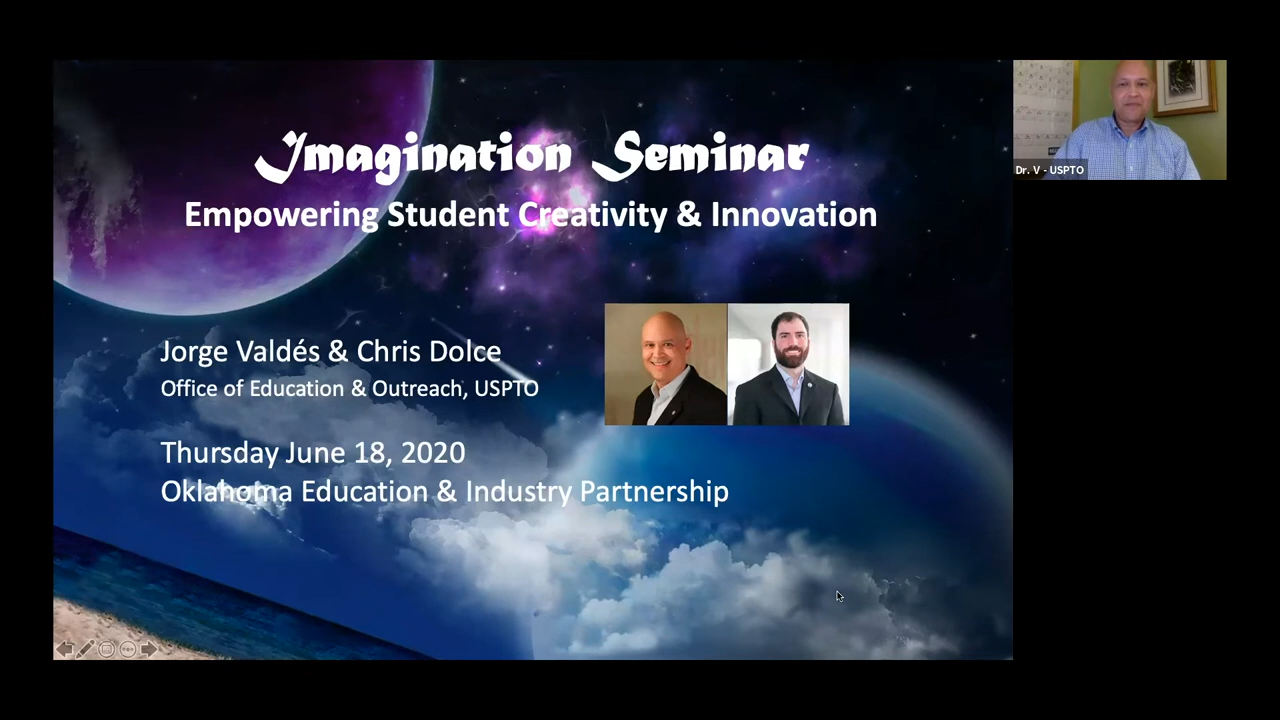 Imagination Seminar
Empowering Student Creativity & Innovation
Jorge Valdés & Chris Dolce
Office of Education & Outreach, USPTO
Thursday June 18, 2020
Oklahoma Education & Industry Partnership
Dr. V - USPTO